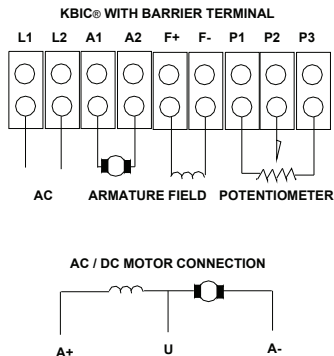 KBIC® WITH BARRIER TERMINAL
L1 L2 A1 A2 F+ F- P1 P2 P3
AC ARMATURE FIELD POTENTIOMETER
AC / DC MOTOR CONNECTION
A+ U A-